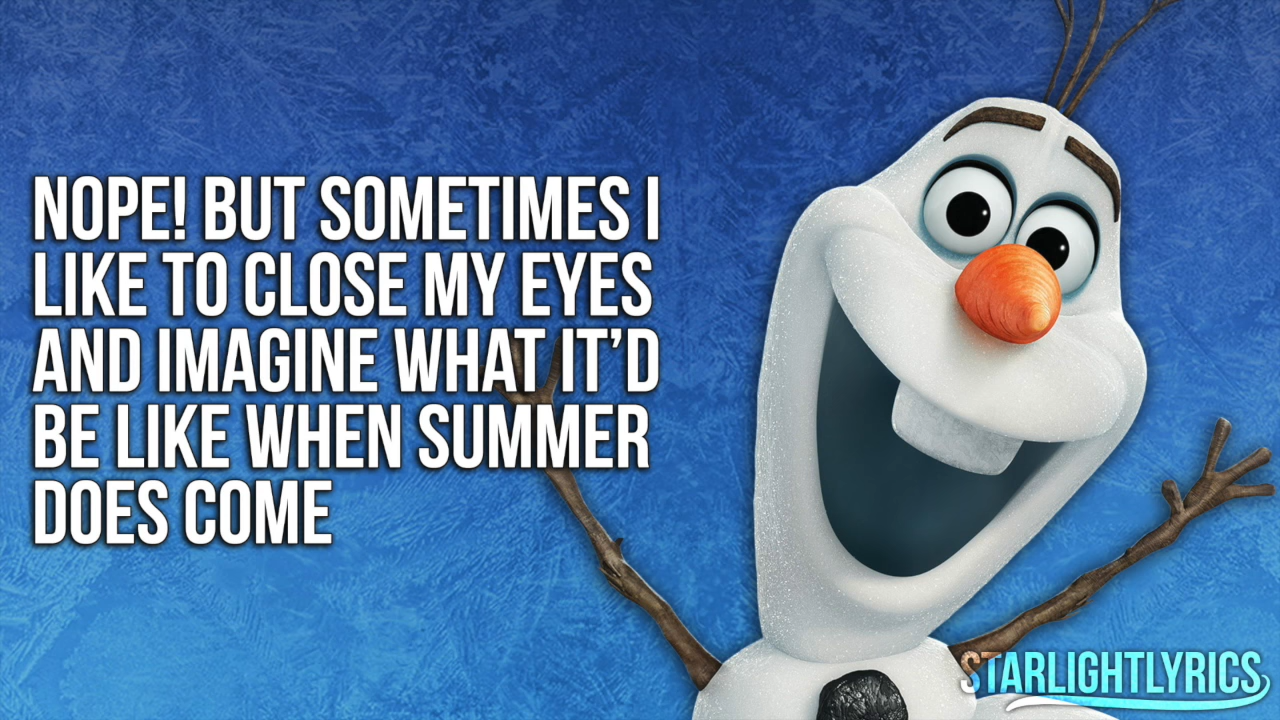 NOPE! BUT SOMETIMES I
LIKE TO CLOSE MY EYES
AND IMAGINE WHAT IT’D
BE LIKE WHEN SUMMER
DOES COME
STARLIGHTLYRICS